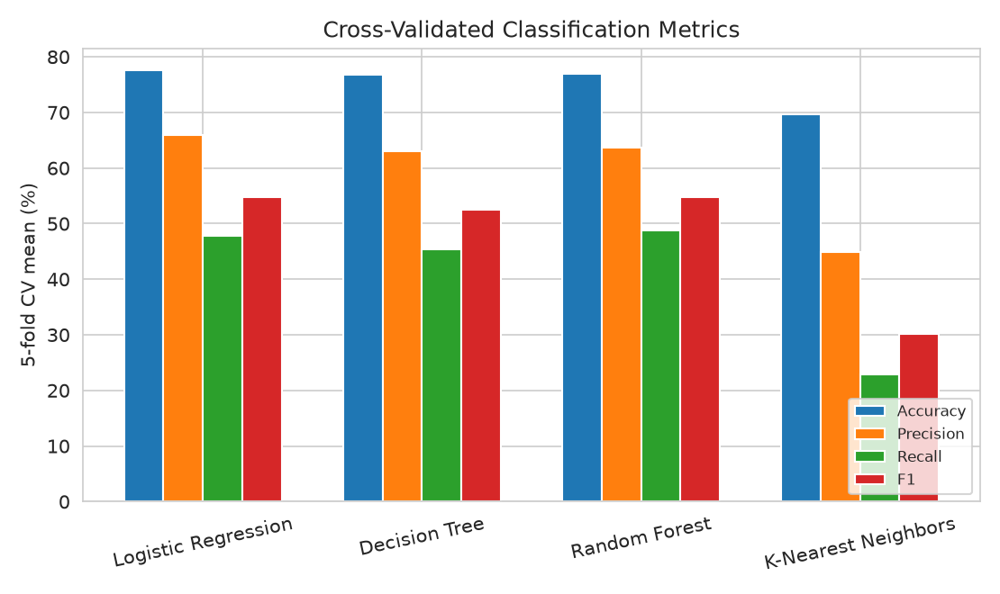 Cross-Validated Classification Metrics
5-fold CV mean (%)
80
70
60
50
40
30
20
10
0
Accuracy
Precision
Recall
F1
Logistic Regression
Decision Tree
Random Forest
K-Nearest Neighbors